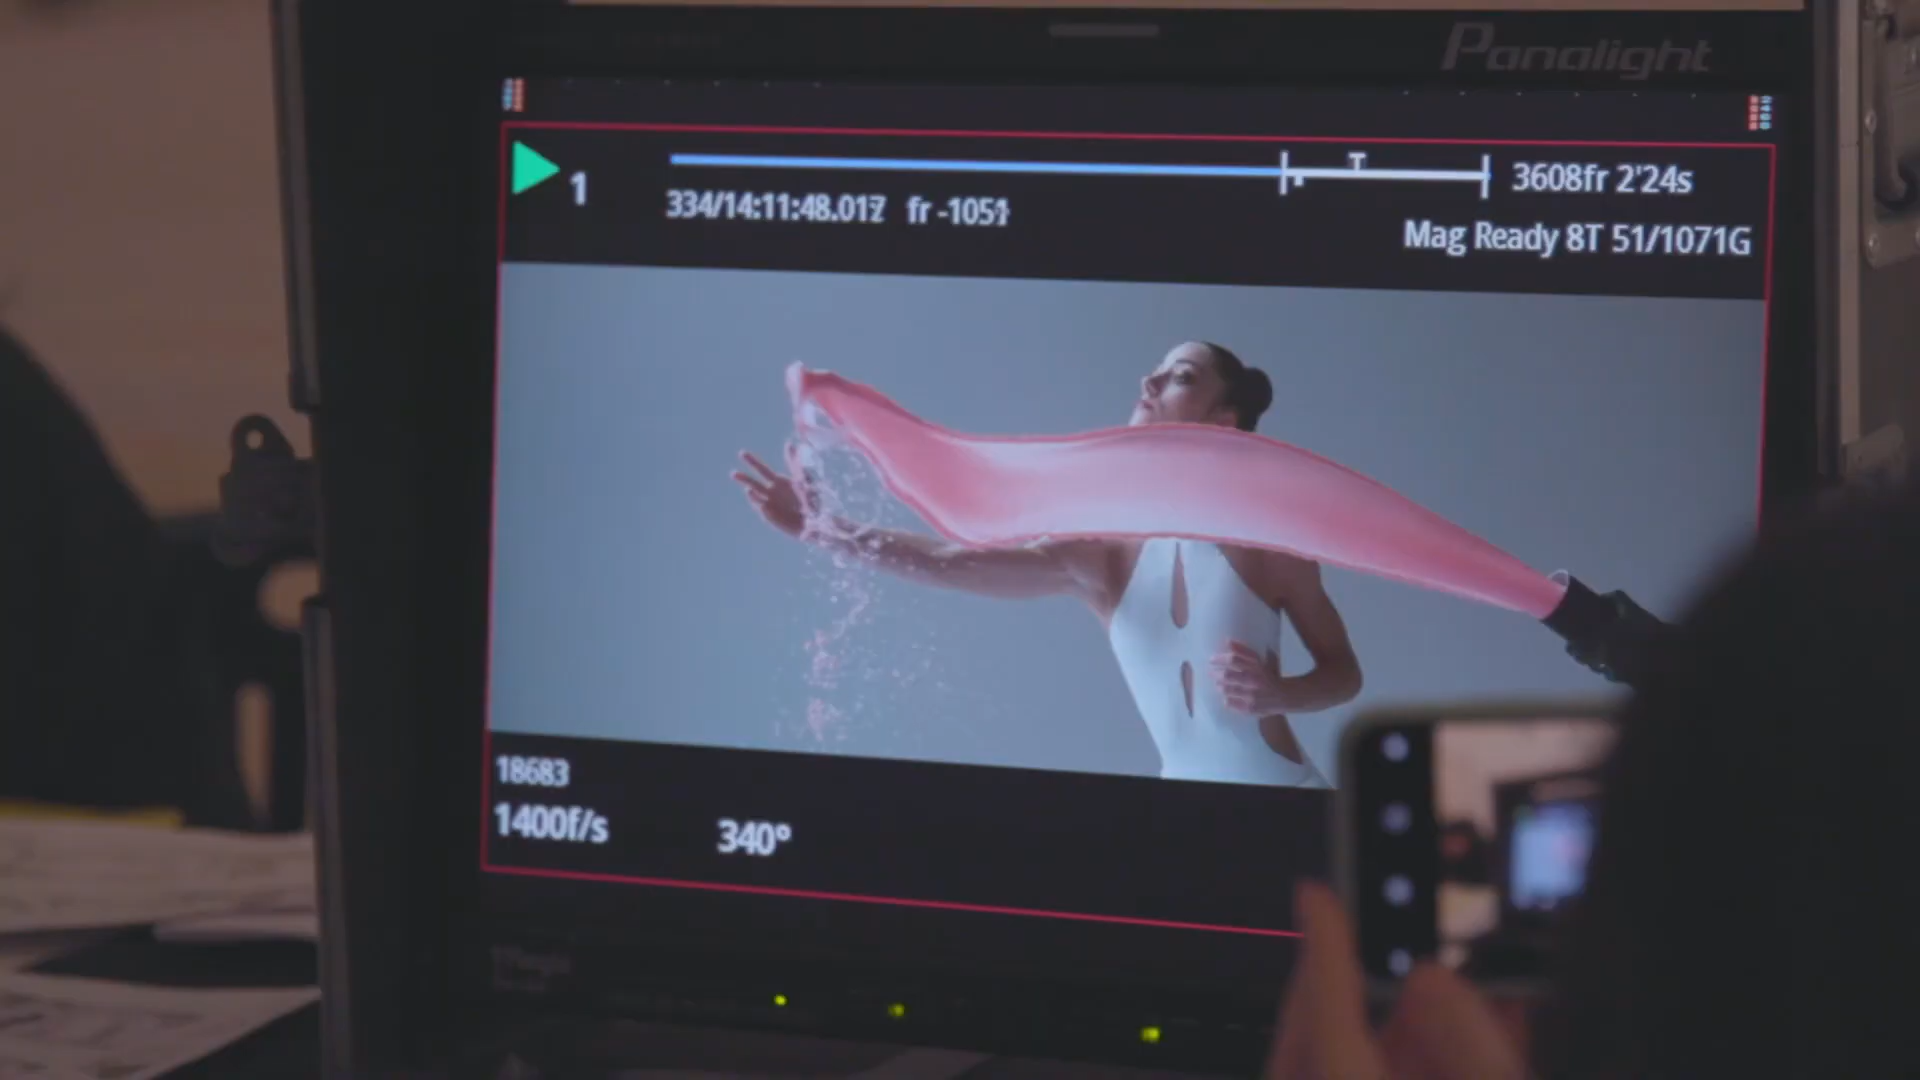 Panalight
1
3608fr 2'24s
334/14:11:48.017 fr -1051
Mag Ready 8T 51/1071G
18683
1400f/s 340°